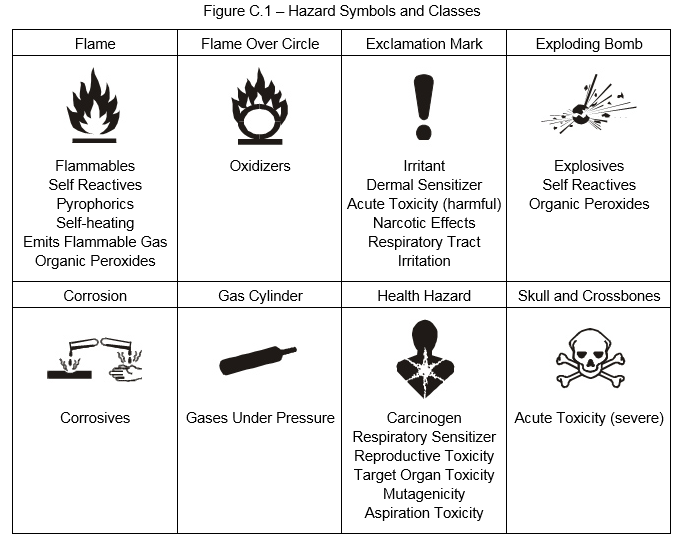 Figure C.1 – Hazard Symbols and Classes
Flame
Flame Over Circle
Exclamation Mark
Exploding Bomb
Flammables
Self Reactives
Pyrophorics
Self-heating
Emits Flammable Gas
Organic Peroxides
Oxidizers
Irritant
Dermal Sensitizer
Acute Toxicity (harmful)
Narcotic Effects
Respiratory Tract
Irritation
Explosives
Self Reactives
Organic Peroxides
Corrosion
Gas Cylinder
Health Hazard
Skull and Crossbones
Corrosives
Gases Under Pressure
Carcinogen
Respiratory Sensitizer
Reproductive Toxicity
Target Organ Toxicity
Mutagenicity
Aspiration Toxicity
Acute Toxicity (severe)